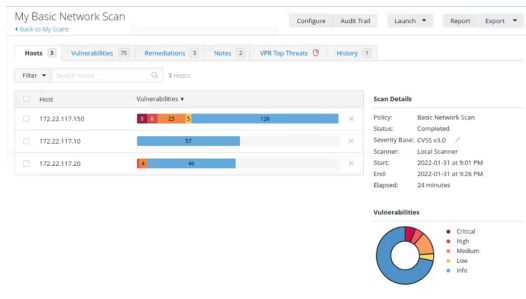 My Basic Network Scan
Back to My Scans
Configure Audit Trail Launch Report Export
Hosts 3 Vulnerabilities 75 Remediations 3 Notes 2 VPR Top Threats History 1
Filter Search Hosts 3 Hosts
Host Vulnerabilities
172.22.117.150 8 8 23 5 126
172.22.117.10 57
172.22.117.20 4 46
Scan Details
Policy: Basic Network Scan
Status: Completed
Severity Base: CVSS v3.0
Scanner: Local Scanner
Start: 2022-01-31 at 9:01 PM
End: 2022-01-31 at 9:26 PM
Elapsed: 24 minutes
Vulnerabilities
Critical
High
Medium
Low
Info